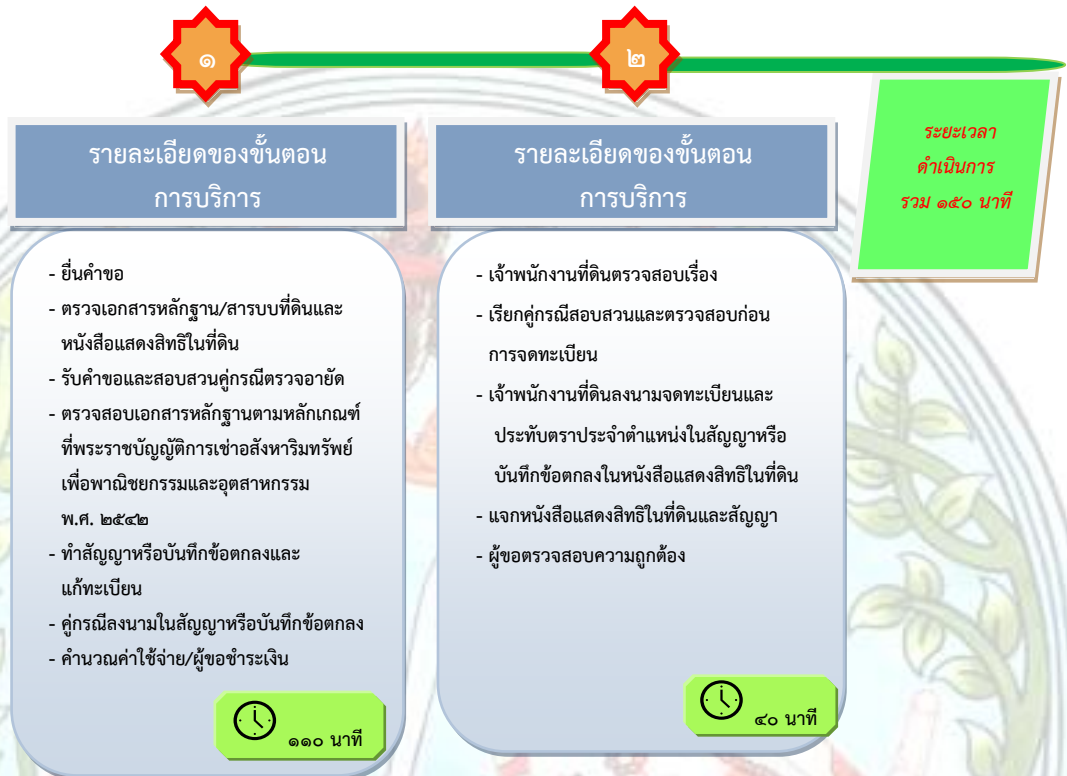 ๑
๒
ระยะเวลา
ดำเนินการ
รวม ๑๕๐ นาที
รายละเอียดของขั้นตอน
การบริการ
- ยื่นคำขอ
- ตรวจเอกสารหลักฐาน/สารบบที่ดินและ
หนังสือแสดงสิทธิในที่ดิน
- รับคำขอและสอบสวนคู่กรณีตรวจอายัด
- ตรวจสอบเอกสารหลักฐานตามหลักเกณฑ์
ที่พระราชบัญญัติการเช่าอสังหาริมทรัพย์
เพื่อพาณิชยกรรมและอุตสาหกรรม
พ.ศ. ๒๕๔๒
- ทำสัญญาหรือบันทึกข้อตกลงและ
แก้ทะเบียน
- คู่กรณีลงนามในสัญญาหรือบันทึกข้อตกลง
- คำนวณค่าใช้จ่าย/ผู้ขอชำระเงิน
๑๑๐ นาที
รายละเอียดของขั้นตอน
การบริการ
- เจ้าพนักงานที่ดินตรวจสอบเรื่อง
- เรียกคู่กรณีสอบสวนและตรวจสอบก่อน
การจดทะเบียน
- เจ้าพนักงานที่ดินลงนามจดทะเบียนและ
ประทับตราประจำตำแหน่งในสัญญาหรือ
บันทึกข้อตกลงในหนังสือแสดงสิทธิในที่ดิน
- แจกหนังสือแสดงสิทธิในที่ดินและสัญญา
- ผู้ขอตรวจสอบความถูกต้อง
๔๐ นาที